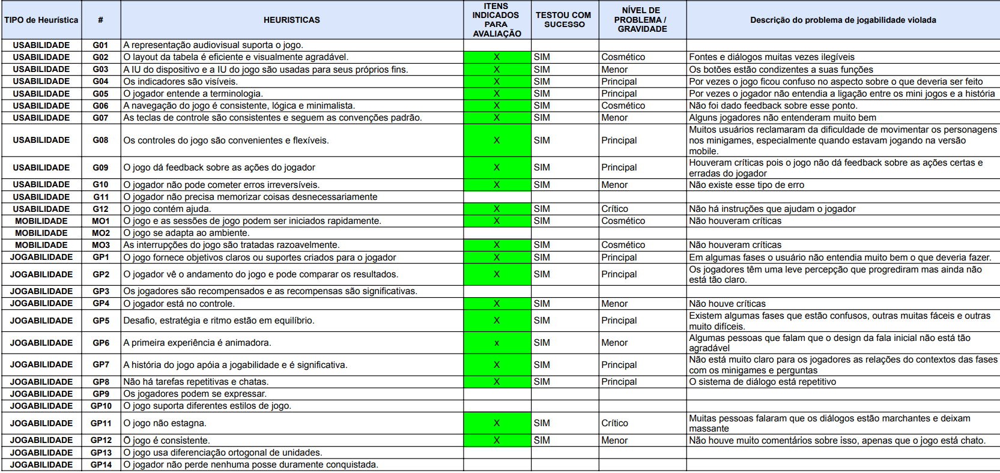 TIPO de Heurística # HEURISTICAS ITENS INDICADOS PARA AVALIAÇÃO TESTOU COM SUCESSO NÍVEL DE PROBLEMA / GRAVIDADE Descrição do problema de jogabilidade violada
USABILIDADE G01 A representação audiovisual suporta o jogo.
USABILIDADE G02 O layout da tabela é eficiente e visualmente agradável. X SIM Cosmético Fontes e diálogos muitas vezes ilegíveis
USABILIDADE G03 A IU do dispositivo e a IU do jogo são usadas para seus próprios fins. X SIM Menor Os botões estão condizentes a suas funções
USABILIDADE G04 Os indicadores são visíveis. X SIM Principal Por vezes o jogo ficou confuso no aspecto sobre o que deveria ser feito
USABILIDADE G05 O jogador entende a terminologia. X SIM Principal Por vezes o jogador não entendia a ligação entre os mini jogos e a história
USABILIDADE G06 A navegação do jogo é consistente, lógica e minimalista. X SIM Cosmético Não foi dado feedback sobre esse ponto.
USABILIDADE G07 As teclas de controle são consistentes e seguem as convenções padrão. X SIM Menor Alguns jogadores não entenderam muito bem
USABILIDADE G08 Os controles do jogo são convenientes e flexíveis. X SIM Principal Muitos usuários reclamaram da dificuldade de movimentar os personagens
nos minigames, especialmente quando estavam jogando na versão
mobile.
USABILIDADE G09 O jogo dá feedback sobre as ações do jogador X SIM Principal Houveram críticas pois o jogo não dá feedback sobre as ações certas e
erradas do jogador
USABILIDADE G10 O jogador não pode cometer erros irreversíveis. X SIM Menor Não existe esse tipo de erro
USABILIDADE G11 O jogador não precisa memorizar coisas desnecessariamente
USABILIDADE G12 O jogo contém ajuda. X SIM Crítico Não há instruções que ajudam o jogador
MOBILIDADE MO1 O jogo e as sessões de jogo podem ser iniciados rapidamente. X SIM Cosmético Não houveram críticas
MOBILIDADE MO2 O jogo se adapta ao ambiente.
MOBILIDADE MO3 As interrupções do jogo são tratadas razoavelmente. X SIM Cosmético Não houveram críticas
JOGABILIDADE GP1 O jogo fornece objetivos claros ou suportes criados para o jogador X SIM Principal Em algumas fases o usuário não entendia muito bem o que deveria fazer.
JOGABILIDADE GP2 O jogador vê o andamento do jogo e pode comparar os resultados. X SIM Principal Os jogadores têm uma leve percepção que progrediram mas ainda não
está tão claro.
JOGABILIDADE GP3 Os jogadores são recompensados e as recompensas são significativas.
JOGABILIDADE GP4 O jogador está no controle. X SIM Menor Não houve críticas
JOGABILIDADE GP5 Desafio, estratégia e ritmo estão em equilíbrio. X SIM Principal Existem algumas fases que estão confusos, outras muitas fáceis e outras
muito difíceis.
JOGABILIDADE GP6 A primeira experiência é animadora. x SIM Menor Algumas pessoas que falam que o design da fala inicial não está tão
agradável
JOGABILIDADE GP7 A história do jogo apóia a jogabilidade e é significativa. X SIM Principal Não está muito claro para os jogadores as relações do contextos das fases
com os minigames e perguntas
JOGABILIDADE GP8 Não há tarefas repetitivas e chatas. X SIM Principal O sistema de diálogo está repetitivo
JOGABILIDADE GP9 Os jogadores podem se expressar.
JOGABILIDADE GP10 O jogo suporta diferentes estilos de jogo.
JOGABILIDADE GP11 O jogo não estagna. X SIM Crítico Muitas pessoas falaram que os diálogos estão marchantes e deixam
massante
JOGABILIDADE GP12 O jogo é consistente. X SIM Menor Não houve muito comentários sobre isso, apenas que o jogo está chato.
JOGABILIDADE GP13 O jogo usa diferenciação ortogonal de unidades.
JOGABILIDADE GP14 O jogador não perde nenhuma posse duramente conquistada.